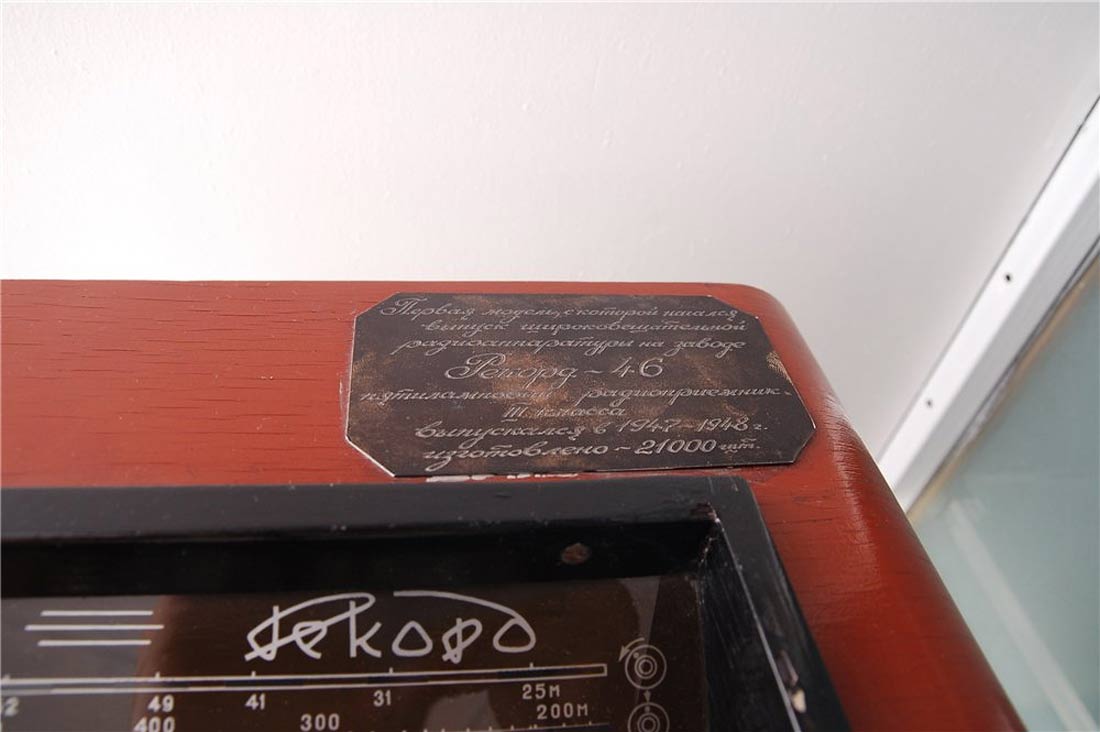 Первая модель, с которой начался
выпуск широковещательной
радиоаппаратуры на заводе
Рекорд - 46
пятиламповый радиоприемник
III класса
выпускался в 1947-1948 г.
изготовлено - 21000 шт.
Рекорд
49 41 31 25М
400 300 200М